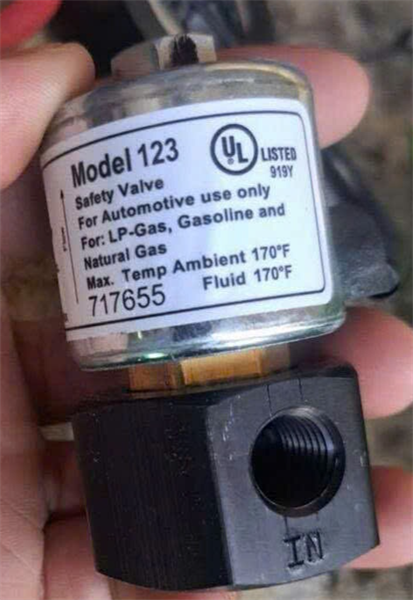 Model 123
UL
LISTED
919Y
Safety Valve
For Automotive use only
For: LP-Gas, Gasoline and
Natural Gas
Max. Temp Ambient 170°F
Fluid 170°F
717655
Flow
IN